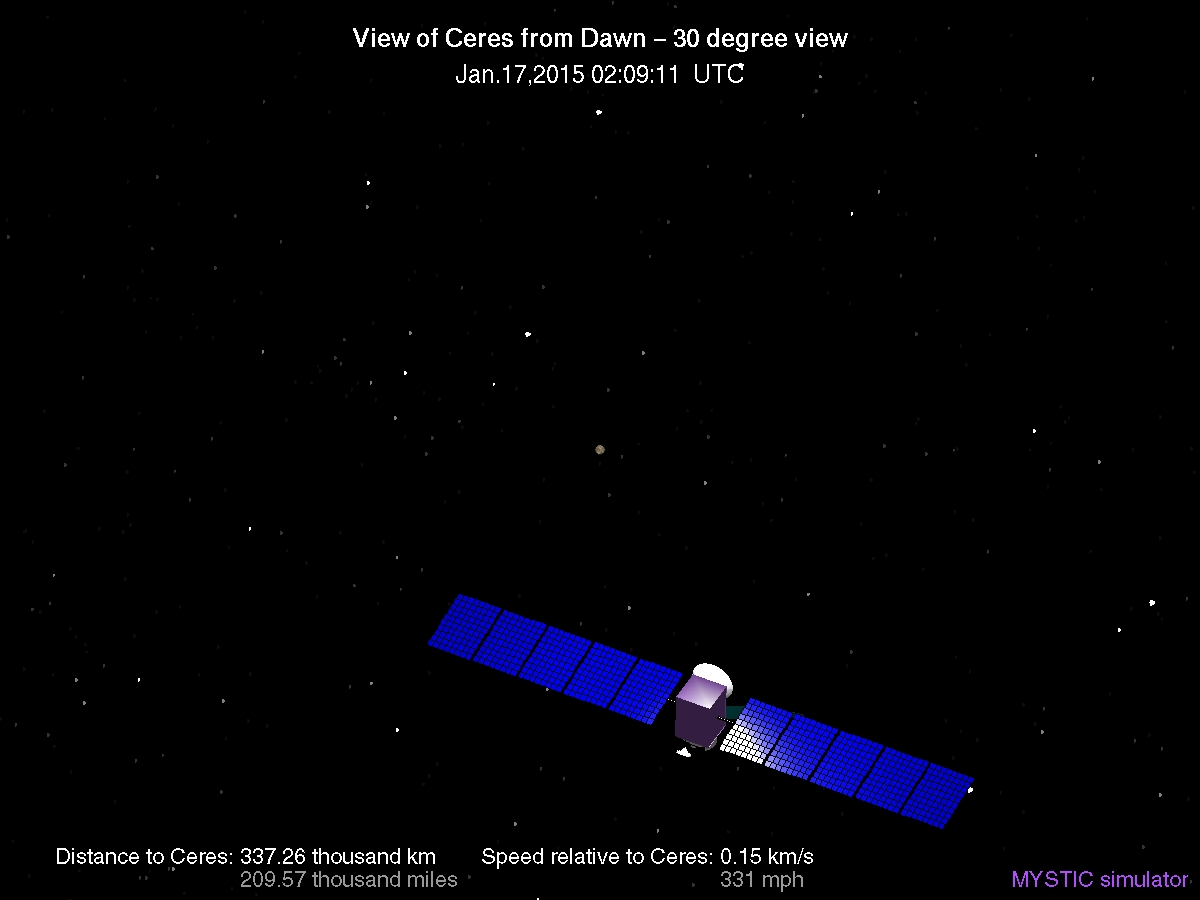 View of Ceres from Dawn – 30 degree view
Jan.17,2015 02:09:11 UTC
Distance to Ceres: 337.26 thousand km Speed relative to Ceres: 0.15 km/s
209.57 thousand miles 331 mph
MYSTIC simulator